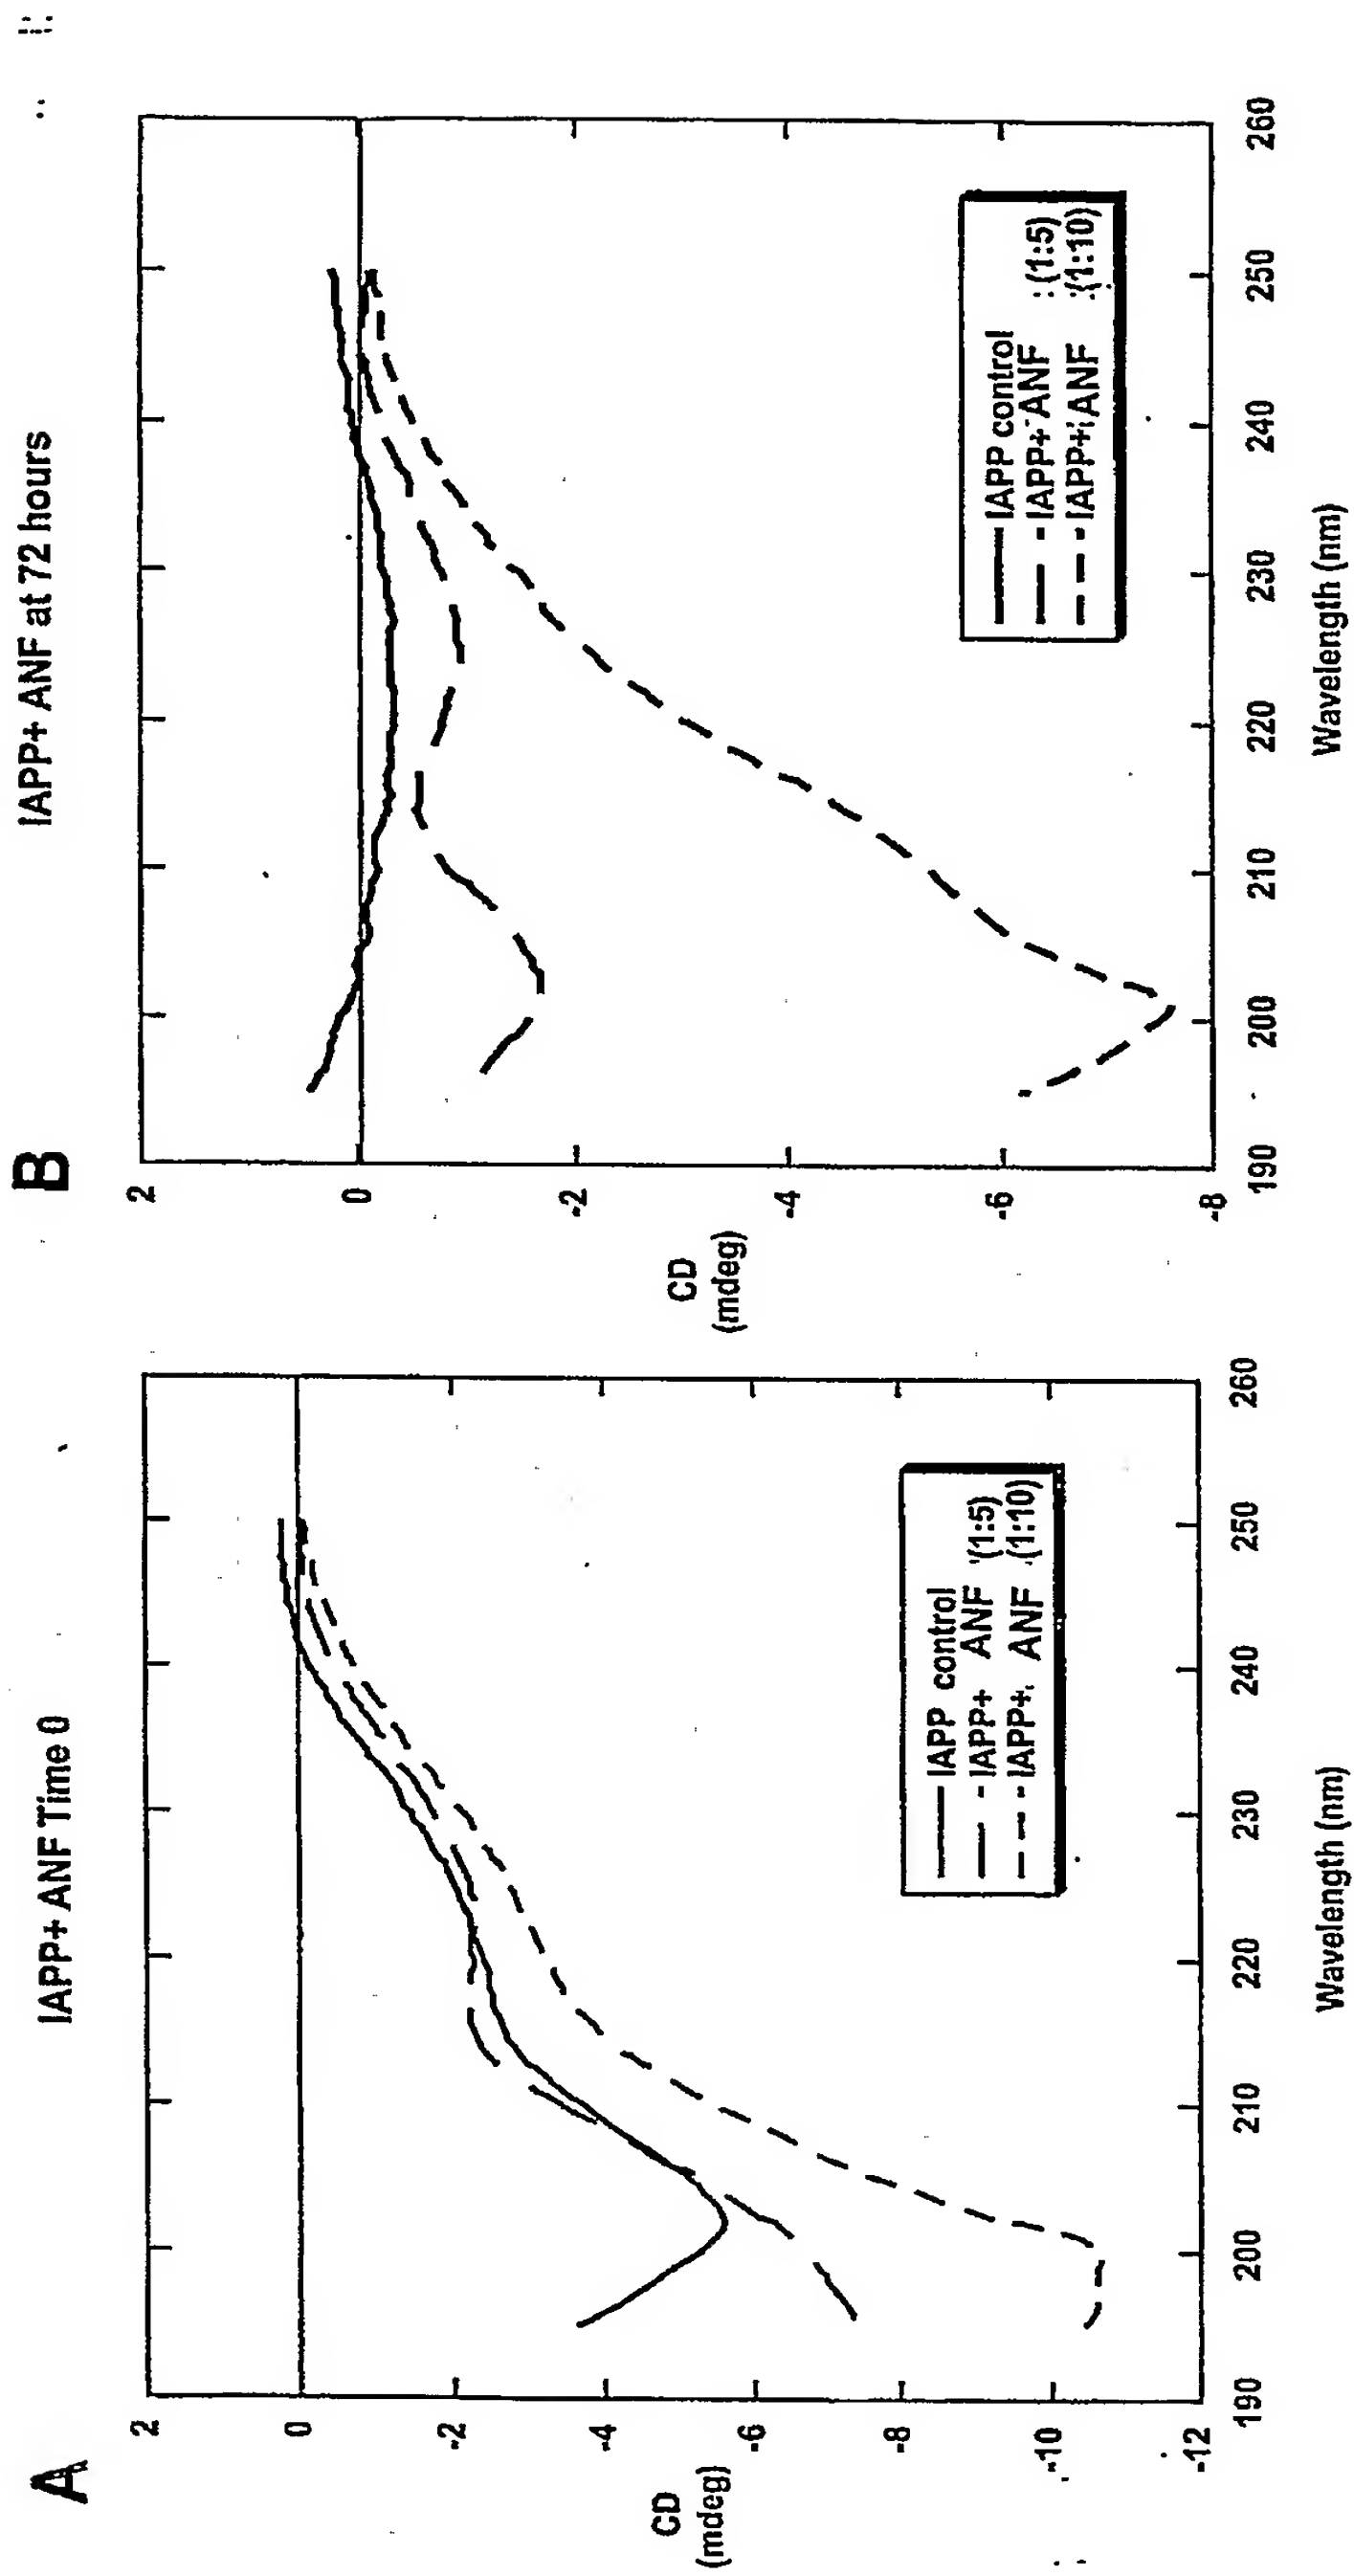 A
IAPP+ ANF Time 0
2
0
-2
-4
-6
-8
-10
-12
CD
(mdeg)
190
200
210
220
230
240
250
260
Wavelength (nm)
IAPP control
IAPP+ ANF (1:5)
IAPP+ ANF (1:10)
B
IAPP+ ANF at 72 hours
2
0
-2
-4
-6
-8
CD
(mdeg)
190
200
210
220
230
240
250
260
Wavelength (nm)
IAPP control
IAPP+ ANF :(1:5)
IAPP+ ANF :(1:10)